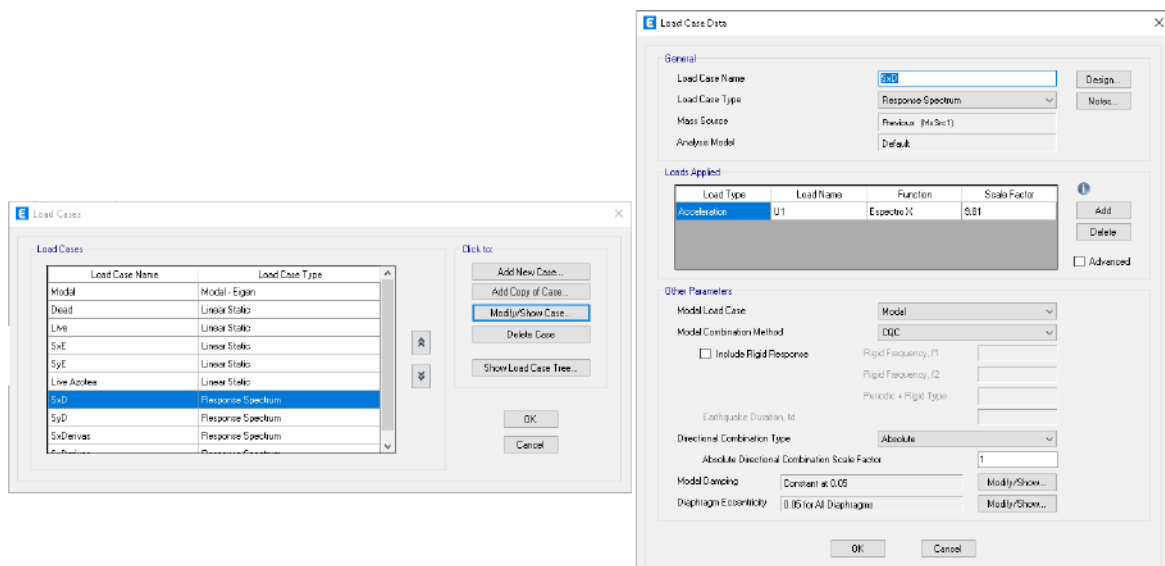 E Load Cases
Load Cases
Load Case Name Load Case Type
Modal Modal - Eigen
Dead Linear Static
Live Linear Static
SxE Linear Static
SyE Linear Static
Live Azotea Linear Static
SxD Response Spectrum
SyD Response Spectrum
SxDerivas Response Spectrum
Click to:
Add New Case...
Add Copy of Case...
Modify/Show Case...
Delete Case
Show Load Case Tree...
OK
Cancel
E Load Case Data
General
Load Case Name SxD Design...
Load Case Type Response Spectrum Notes...
Mass Source Previous (MsSrc1)
Analysis Model Default
Loads Applied
Load Type Load Name Function Scale Factor
Acceleration U1 Espectro X 9.81
Add
Delete
Advanced
Other Parameters
Modal Load Case Modal
Modal Combination Method CQC
Include Rigid Response Rigid Frequency, f1
Rigid Frequency, f2
Periodic + Rigid Type
Earthquake Duration, td
Directional Combination Type Absolute
Absolute Directional Combination Scale Factor 1
Modal Damping Constant at 0.05 Modify/Show...
Diaphragm Eccentricity 0.05 for All Diaphragms Modify/Show...
OK Cancel